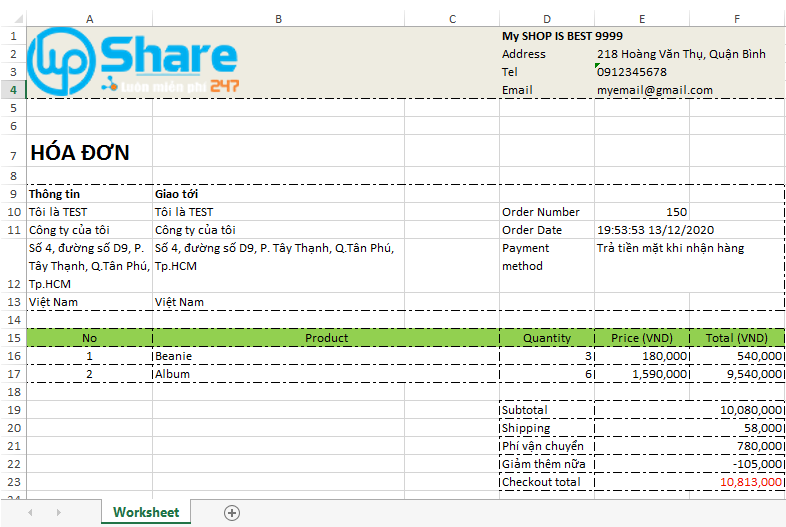 A B C D E F
1 My SHOP IS BEST 9999
2 Address 218 Hoàng Văn Thụ, Quận Bình
3 Tel 0912345678
4 Email myemail@gmail.com
Up Share
Luôn miễn phí 247
5
6
7 HÓA ĐƠN
8
9 Thông tin Giao tới
10 Tôi là TEST Tôi là TEST Order Number 150
11 Công ty của tôi Công ty của tôi Order Date 19:53:53 13/12/2020
Số 4, đường số D9, P. Số 4, đường số D9, P. Tây Thạnh, Q.Tân Phú, Payment Trả tiền mặt khi nhận hàng
Tây Thạnh, Q.Tân Phú, Tp.HCM method
12 Tp.HCM
13 Việt Nam Việt Nam
14
15 No Product Quantity Price (VND) Total (VND)
16 1 Beanie 3 180,000 540,000
17 2 Album 6 1,590,000 9,540,000
18
19 Subtotal 10,080,000
20 Shipping 58,000
21 Phí vận chuyển 780,000
22 Giảm thêm nữa -105,000
23 Checkout total 10,813,000
Worksheet